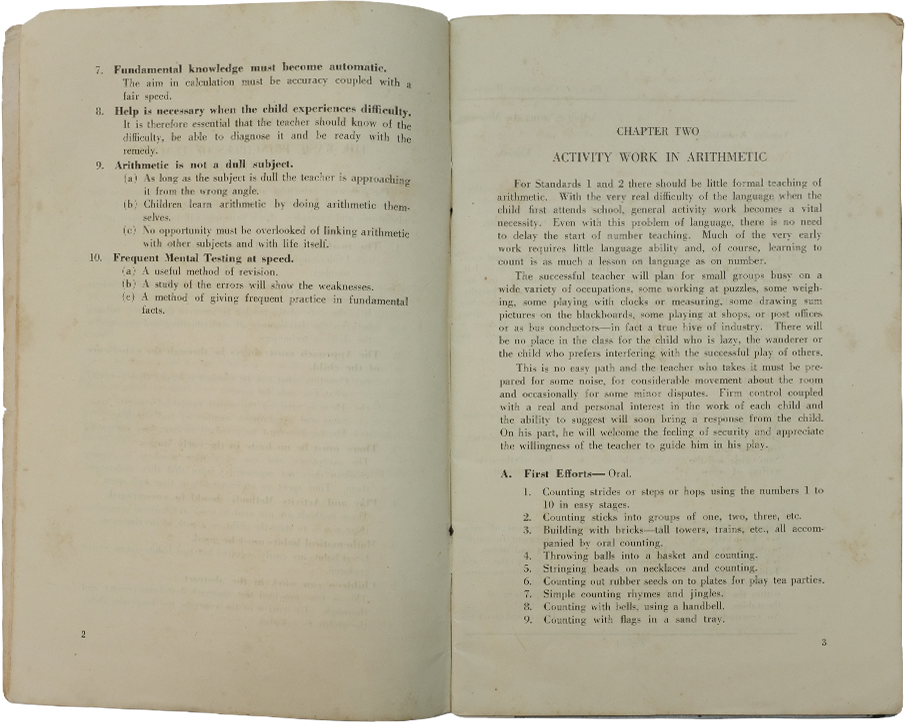 7. Fundamental knowledge must become automatic.
The aim in calculation must be accuracy coupled with a
fair speed.
8. Help is necessary when the child experiences difficulty.
It is therefore essential that the teacher should know of the
difficulty, be able to diagnose it and be ready with the
remedy.
9. Arithmetic is not a dull subject.
(a) As long as the subject is dull the teacher is approaching
it from the wrong angle.
(b) Children learn arithmetic by doing arithmetic them-
selves.
(c) No opportunity must be overlooked of linking arithmetic
with other subjects and with life itself.
10. Frequent Mental Testing at speed.
(a) A useful method of revision.
(b) A study of the errors will show the weaknesses.
(c) A method of giving frequent practice in fundamental
facts.
2
CHAPTER TWO
ACTIVITY WORK IN ARITHMETIC
For Standards 1 and 2 there should be little formal teaching of
arithmetic. With the very real difficulty of the language when the
child first attends school, general activity work becomes a vital
necessity. Even with this problem of language, there is no need
to delay the start of number teaching. Much of the very early
work requires little language ability and, of course, learning to
count is as much a lesson on language as on number.
The successful teacher will plan for small groups busy on a
wide variety of occupations, some working at puzzles, some weigh-
ing, some playing with clocks or measuring, some drawing sum
pictures on the blackboards, some playing at shops, or post offices
or as bus conductors—in fact a true hive of industry. There will
be no place in the class for the child who is lazy, the wanderer or
the child who prefers interfering with the successful play of others.
This is no easy path and the teacher who takes it must be pre-
pared for some noise, for considerable movement about the room
and occasionally for some minor disputes. Firm control coupled
with a real and personal interest in the work of each child and
the ability to suggest will soon bring a response from the child.
On his part, he will welcome the feeling of security and appreciate
the willingness of the teacher to guide him in his play.
A. First Efforts—Oral.
1. Counting strides or steps or hops using the numbers 1 to
10 in easy stages.
2. Counting sticks into groups of one, two, three, etc.
3. Building with bricks—tall towers, trains, etc., all accom-
panied by oral counting.
4. Throwing balls into a basket and counting.
5. Stringing beads on necklaces and counting.
6. Counting out rubber seeds on to plates for play tea parties.
7. Simple counting rhymes and jingles.
8. Counting with bells, using a handbell.
9. Counting with flags in a sand tray.
3